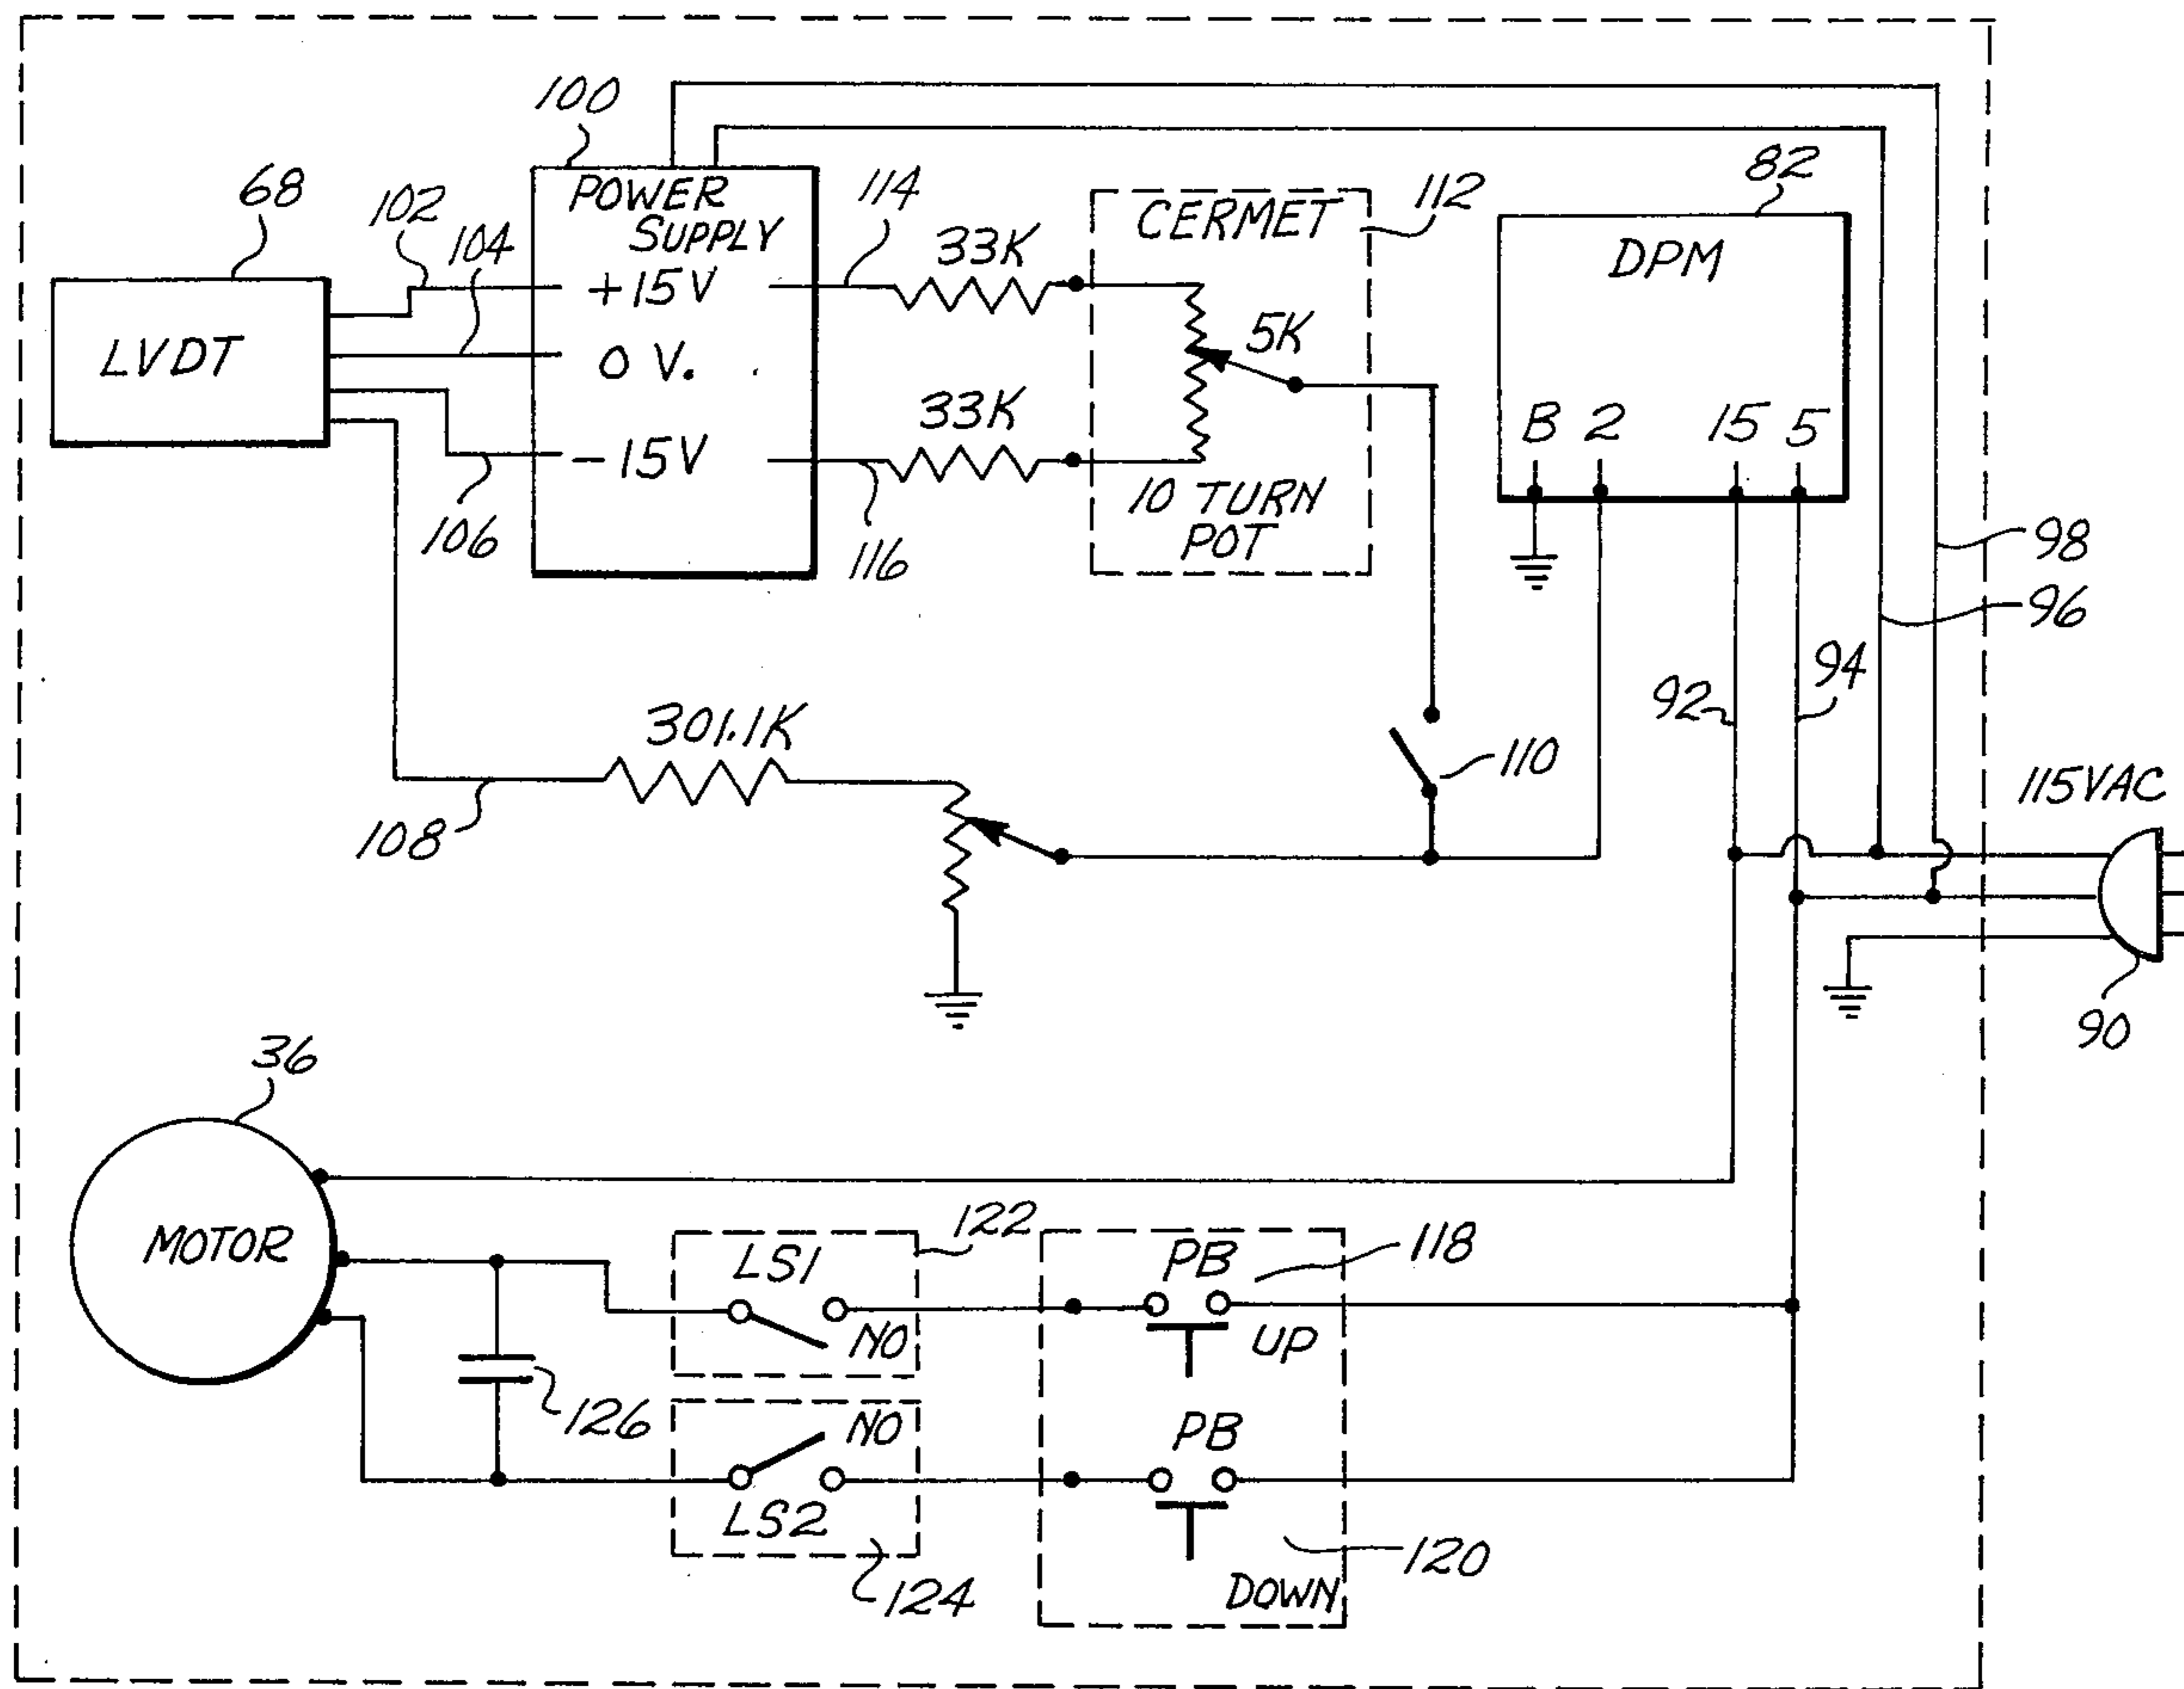 100
68
102
104
POWER
SUPPLY
114
CERMET
112
82
DPM
LVDT
+15V
33K
5K
0 V.
-15V
33K
B 2 15 5
106
116
10 TURN
POT
98
96
94
92
301.1K
110
108
115VAC
90
36
MOTOR
122
LS1
NO
PB
UP
118
126
NO
LS2
124
PB
DOWN
120